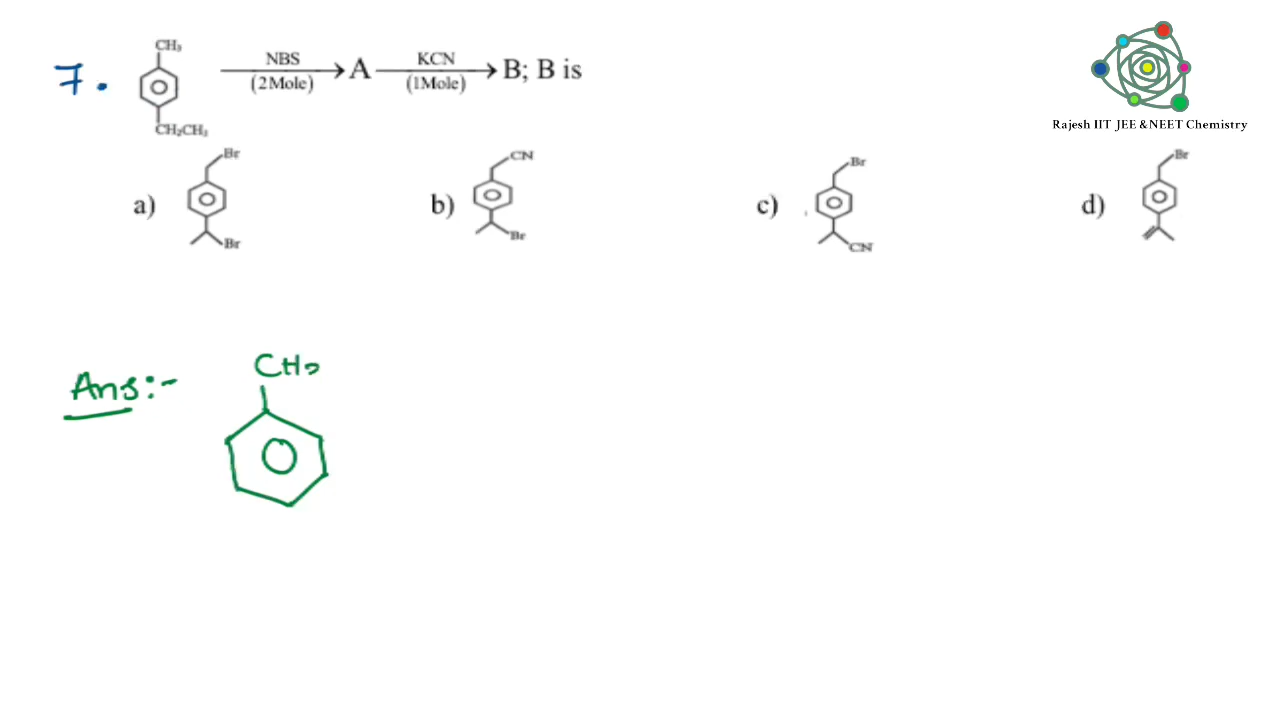 7.
CH₃
CH₂CH₃
NBS
(2Mole)
A
KCN
(1Mole)
B; B is
Rajesh IIT JEE & NEET Chemistry
a)
Br
Br
b)
CN
Br
c)
Br
CN
d)
Br
Ans:-
CH₂